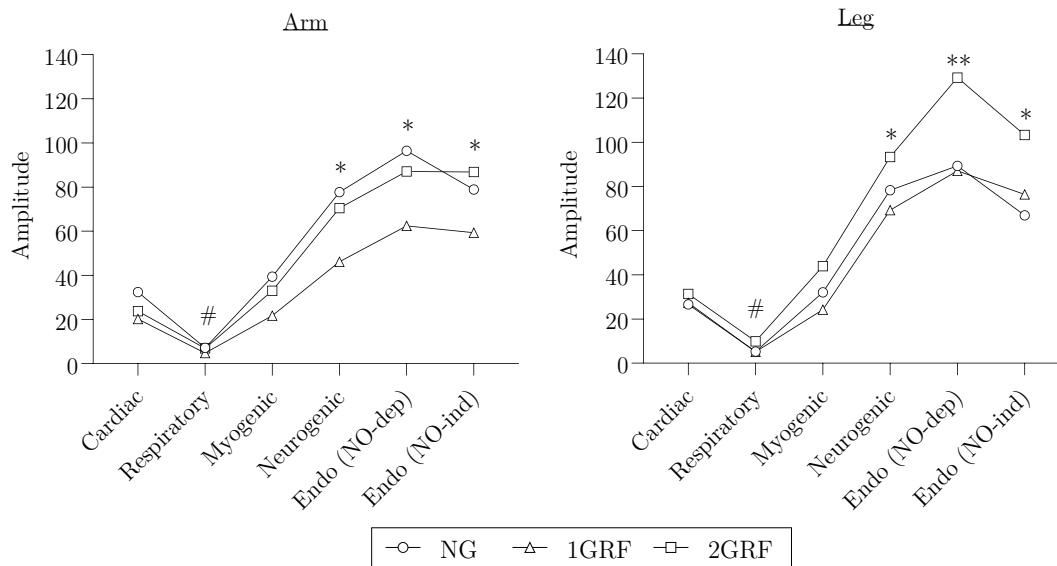 Arm
Amplitude
140
120
100
80
60
40
20
0
*
*
*
#
Cardiac
Respiratory
Myogenic
Neurogenic
Endo (NO-dep)
Endo (NO-ind)
Leg
Amplitude
140
120
100
80
60
40
20
0
**
*
*
#
Cardiac
Respiratory
Myogenic
Neurogenic
Endo (NO-dep)
Endo (NO-ind)
NG 1GRF 2GRF